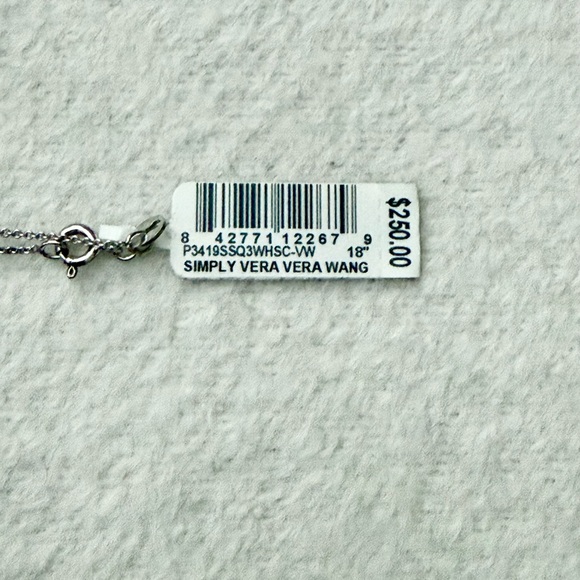 8 42771 12267 9
P3419SSQ3WHSC-VW 18"
SIMPLY VERA VERA WANG
$250.00